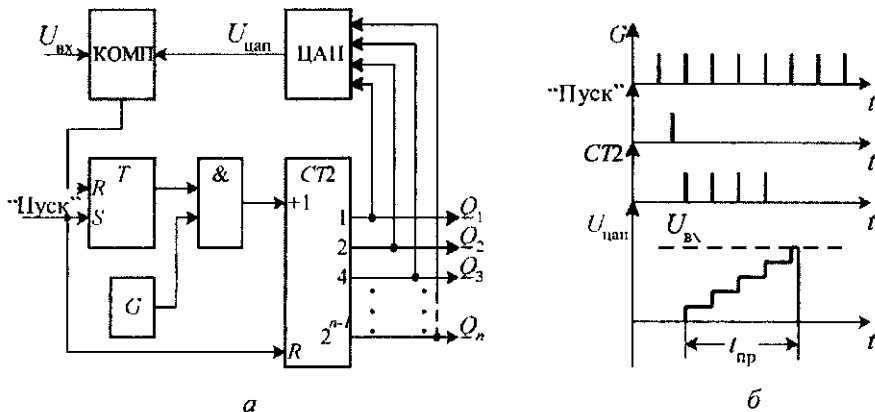 U_вх
КОМП
U_цап
ЦАП
"Пуск"
R
S
T
&
G
+1
R
CT2
1
2
4
2^{n-1}
Q_1
Q_2
Q_3
Q_n
а
G
t
"Пуск"
t
CT2
t
U_цап
U_вх
t
t_пр
б